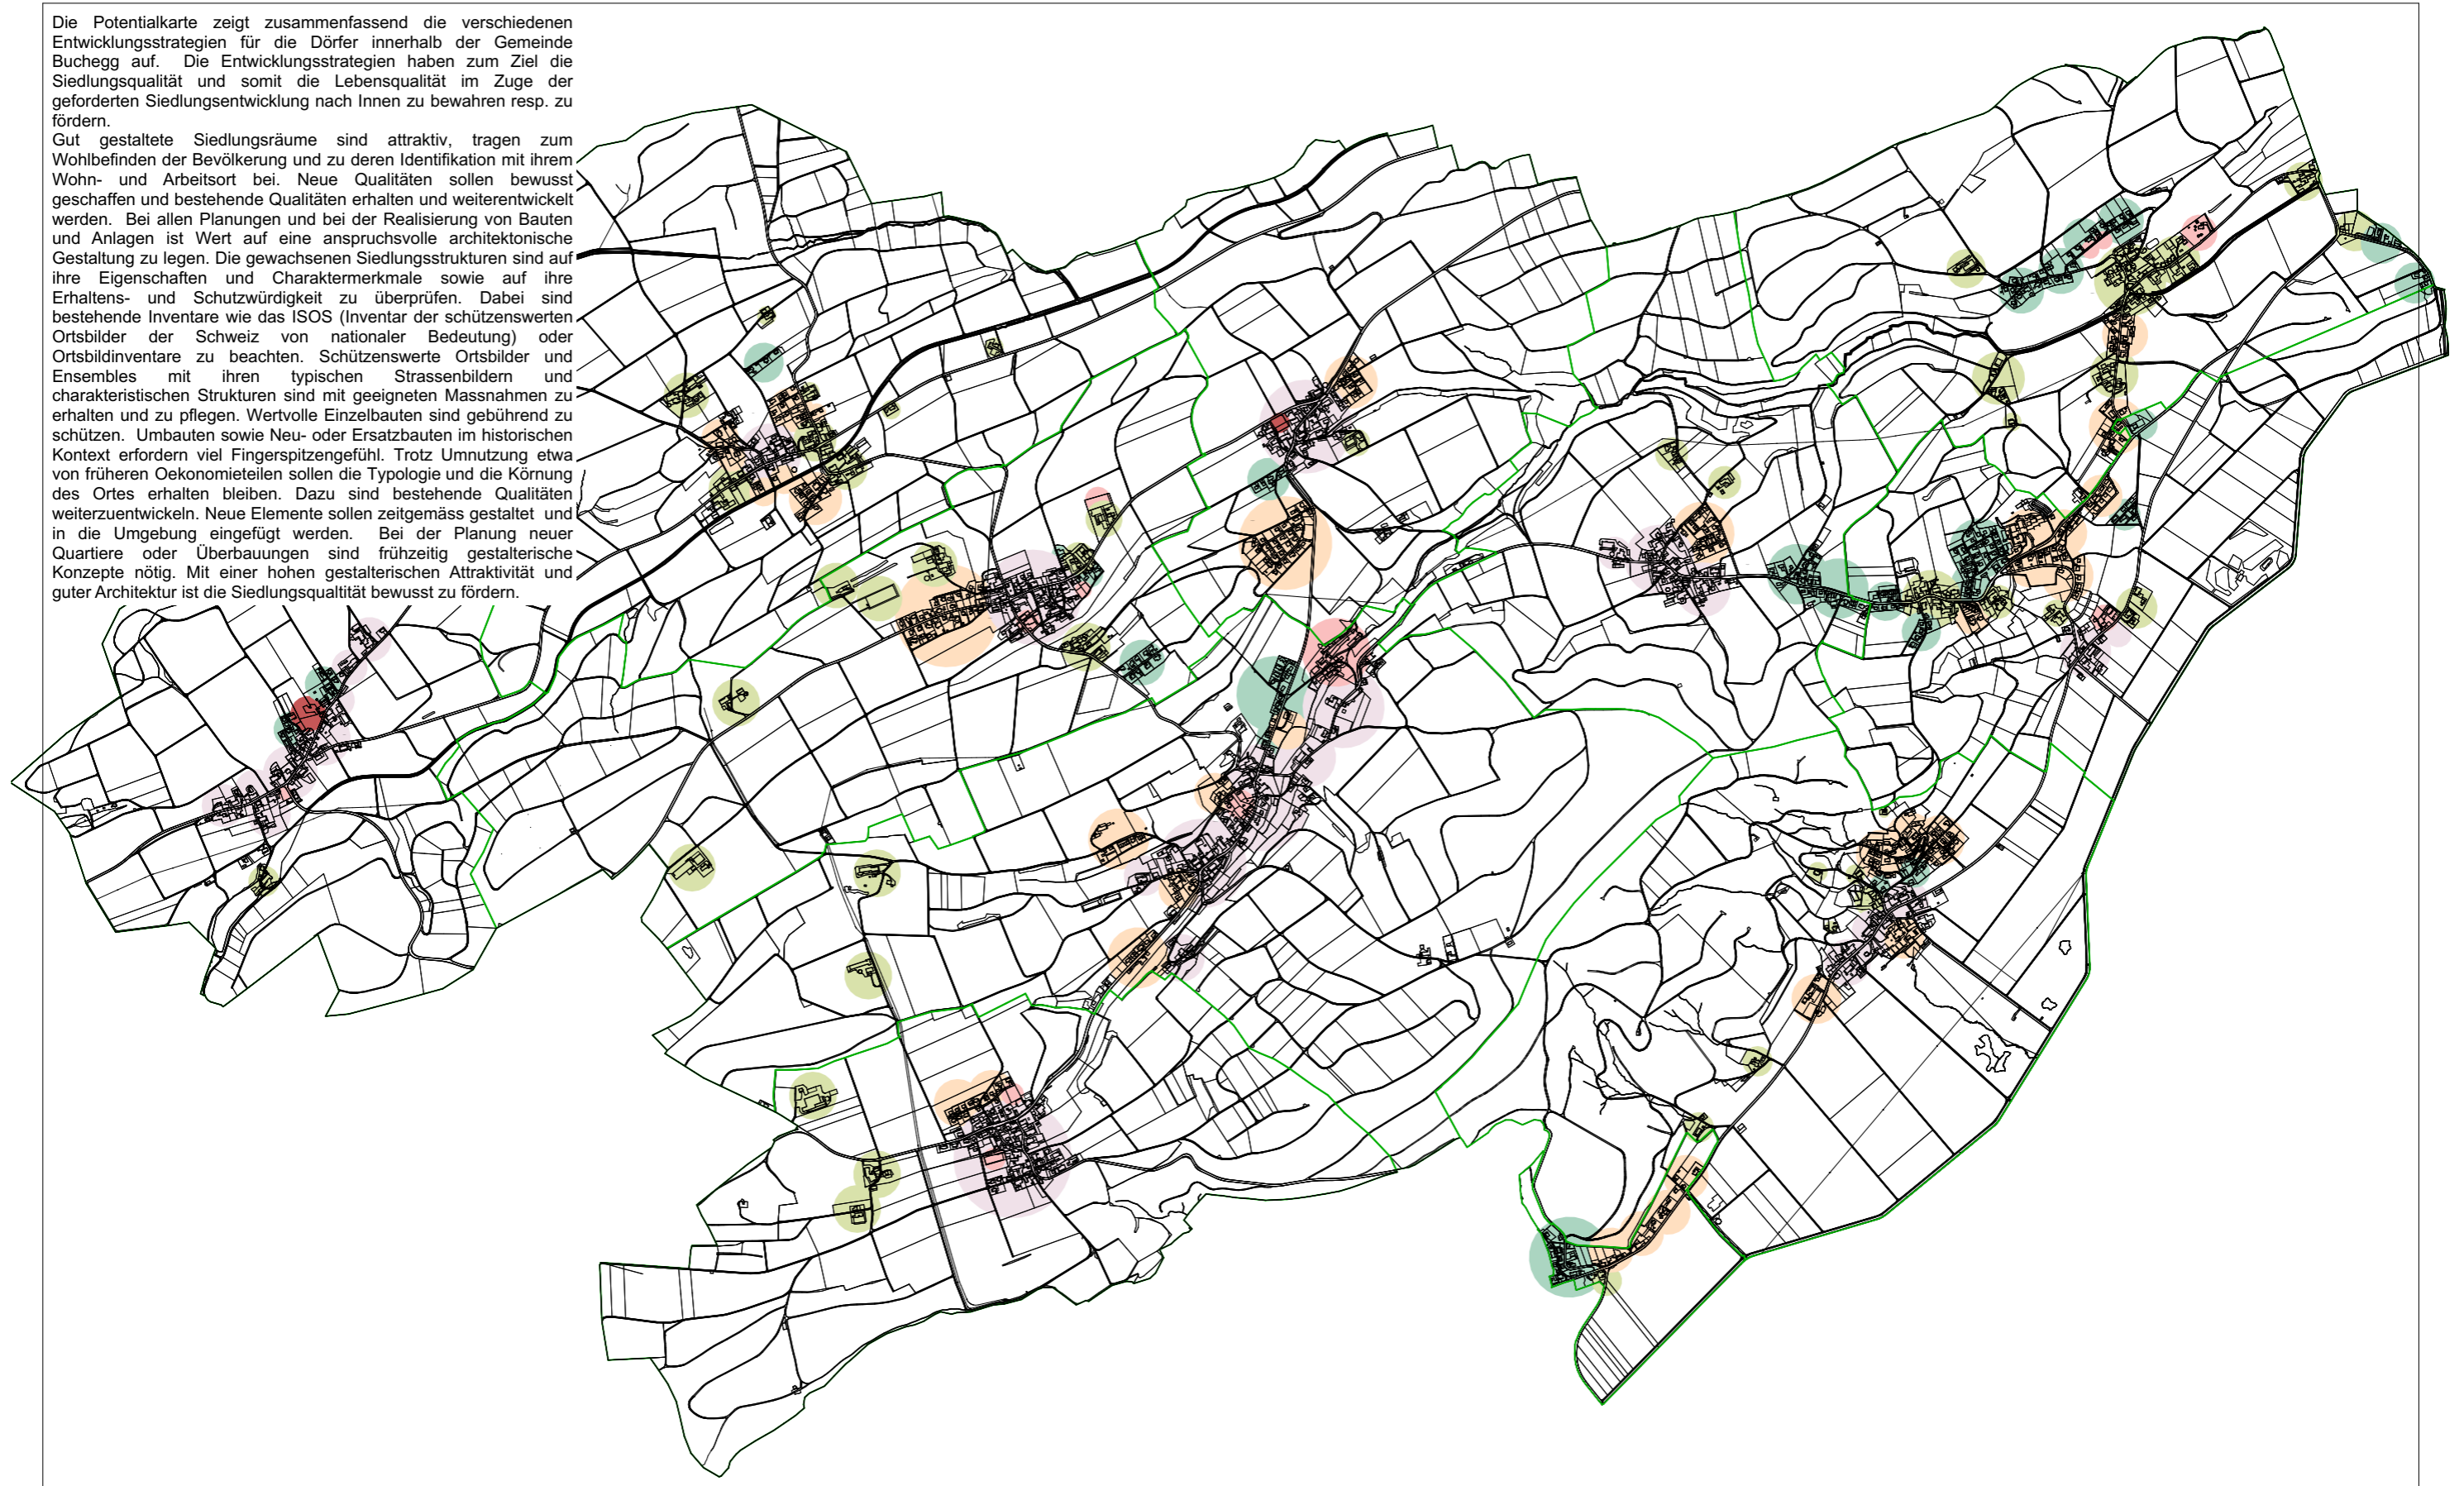 Die Potentialkarte zeigt zusammenfassend die verschiedenen
Entwicklungsstrategien für die Dörfer innerhalb der Gemeinde
Buchegg auf. Die Entwicklungsstrategien haben zum Ziel die
Siedlungsqualität und somit die Lebensqualität im Zuge der
geforderten Siedlungsentwicklung nach Innen zu bewahren resp. zu
fördern.
Gut gestaltete Siedlungsräume sind attraktiv, tragen zum
Wohlbefinden der Bevölkerung und zu deren Identifikation mit ihrem
Wohn- und Arbeitsort bei. Neue Qualitäten sollen bewusst
geschaffen und bestehende Qualitäten erhalten und weiterentwickelt
werden. Bei allen Planungen und bei der Realisierung von Bauten
und Anlagen ist Wert auf eine anspruchsvolle architektonische
Gestaltung zu legen. Die gewachsenen Siedlungsstrukturen sind auf
ihre Eigenschaften und Charaktermerkmale sowie auf ihre
Erhaltens- und Schutzwürdigkeit zu überprüfen. Dabei sind
bestehende Inventare wie das ISOS (Inventar der schützenswerten
Ortsbilder der Schweiz von nationaler Bedeutung) oder
Ortsbildinventare zu beachten. Schützenswerte Ortsbilder und
Ensembles mit ihren typischen Strassenbildern und
charakteristischen Strukturen sind mit geeigneten Massnahmen zu
erhalten und zu pflegen. Wertvolle Einzelbauten sind gebührend zu
schützen. Umbauten sowie Neu- oder Ersatzbauten im historischen
Kontext erfordern viel Fingerspitzengefühl. Trotz Umnutzung etwa
von früheren Oekonomieteilen sollen die Typologie und die Körnung
des Ortes erhalten bleiben. Dazu sind bestehende Qualitäten
weiterzuentwickeln. Neue Elemente sollen zeitgemäss gestaltet und
in die Umgebung eingefügt werden. Bei der Planung neuer
Quartiere oder Überbauungen sind frühzeitig gestalterische
Konzepte nötig. Mit einer hohen gestalterischen Attraktivität und
guter Architektur ist die Siedlungsqualtität bewusst zu fördern.